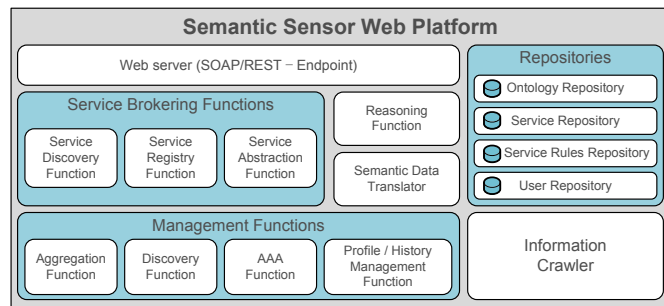 Semantic Sensor Web Platform
Web server (SOAP/REST – Endpoint)
Service Brokering Functions
Service
Discovery
Function
Service
Registry
Function
Service
Abstraction
Function
Reasoning
Function
Semantic Data
Translator
Repositories
Ontology Repository
Service Repository
Service Rules Repository
User Repository
Management Functions
Aggregation
Function
Discovery
Function
AAA
Function
Profile / History
Management
Function
Information
Crawler